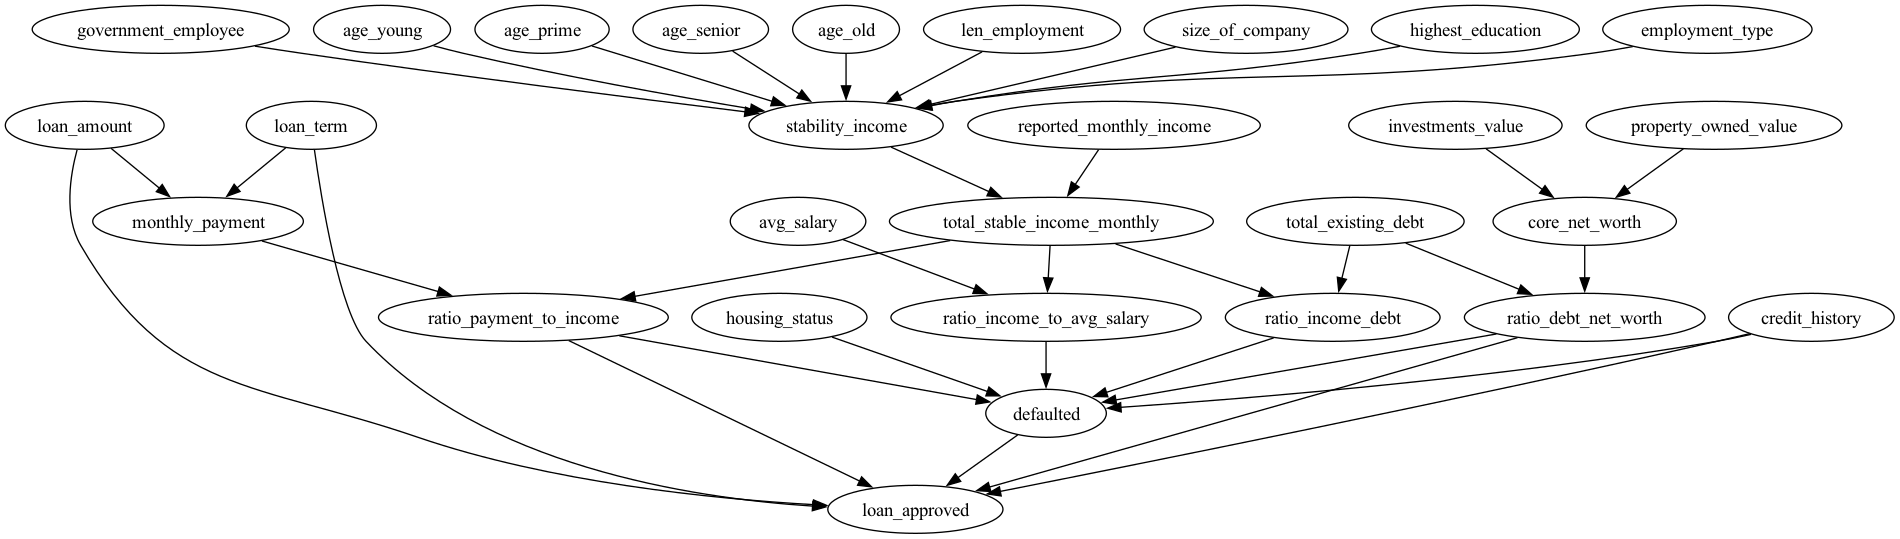 government_employee
age_young
age_prime
age_senior
age_old
len_employment
size_of_company
highest_education
employment_type
loan_amount
loan_term
stability_income
reported_monthly_income
investments_value
property_owned_value
monthly_payment
avg_salary
total_stable_income_monthly
total_existing_debt
core_net_worth
ratio_payment_to_income
housing_status
ratio_income_to_avg_salary
ratio_income_debt
ratio_debt_net_worth
credit_history
defaulted
loan_approved